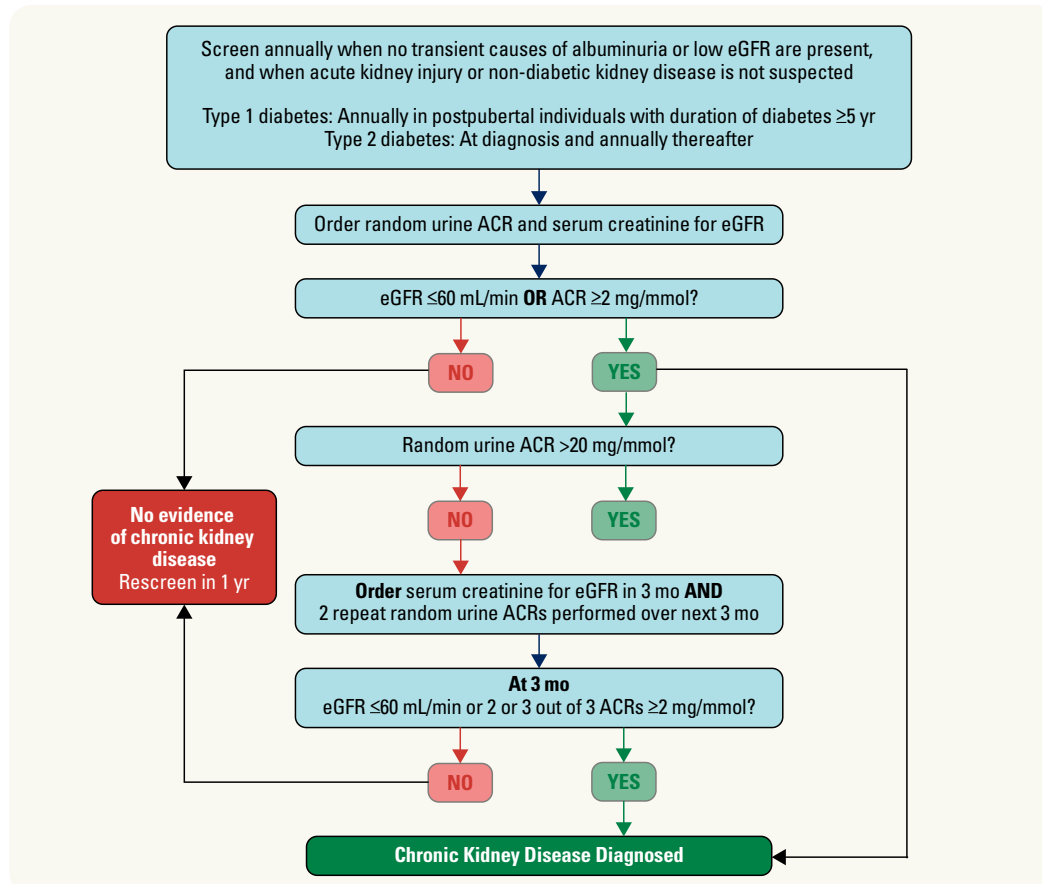 Screen annually when no transient causes of albuminuria or low eGFR are present,
and when acute kidney injury or non-diabetic kidney disease is not suspected
Type 1 diabetes: Annually in postpubertal individuals with duration of diabetes ≥5 yr
Type 2 diabetes: At diagnosis and annually thereafter
Order random urine ACR and serum creatinine for eGFR
eGFR ≤60 mL/min OR ACR ≥2 mg/mmol?
NO
YES
Random urine ACR >20 mg/mmol?
NO
YES
No evidence
of chronic kidney
disease
Rescreen in 1 yr
Order serum creatinine for eGFR in 3 mo AND
2 repeat random urine ACRs performed over next 3 mo
At 3 mo
eGFR ≤60 mL/min or 2 or 3 out of 3 ACRs ≥2 mg/mmol?
NO
YES
Chronic Kidney Disease Diagnosed